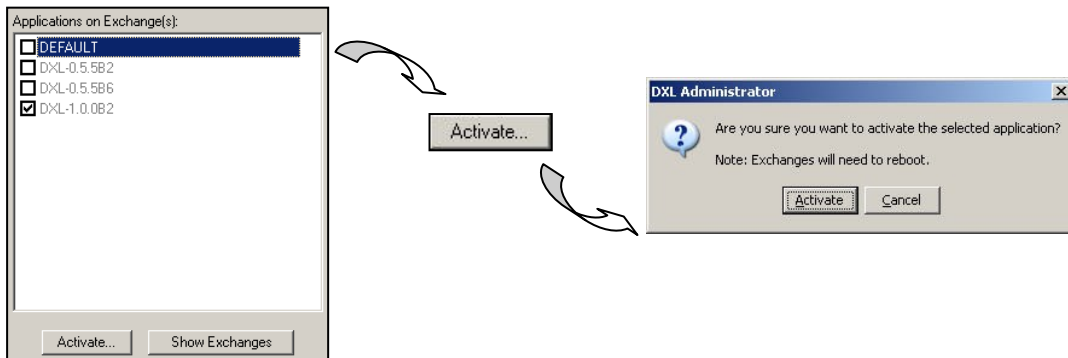 Applications on Exchange(s):
DEFAULT
DXL-0.5.5B2
DXL-0.5.5B6
DXL-1.0.0B2
Activate...
Show Exchanges
Activate...
DXL Administrator
Are you sure you want to activate the selected application?
Note: Exchanges will need to reboot.
Activate
Cancel